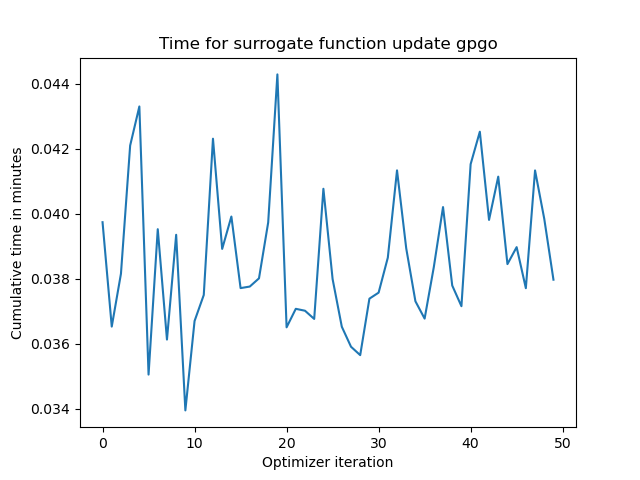 Time for surrogate function update gpgo
0.044
0.042
0.040
0.038
0.036
0.034
Cumulative time in minutes
0 10 20 30 40 50
Optimizer iteration